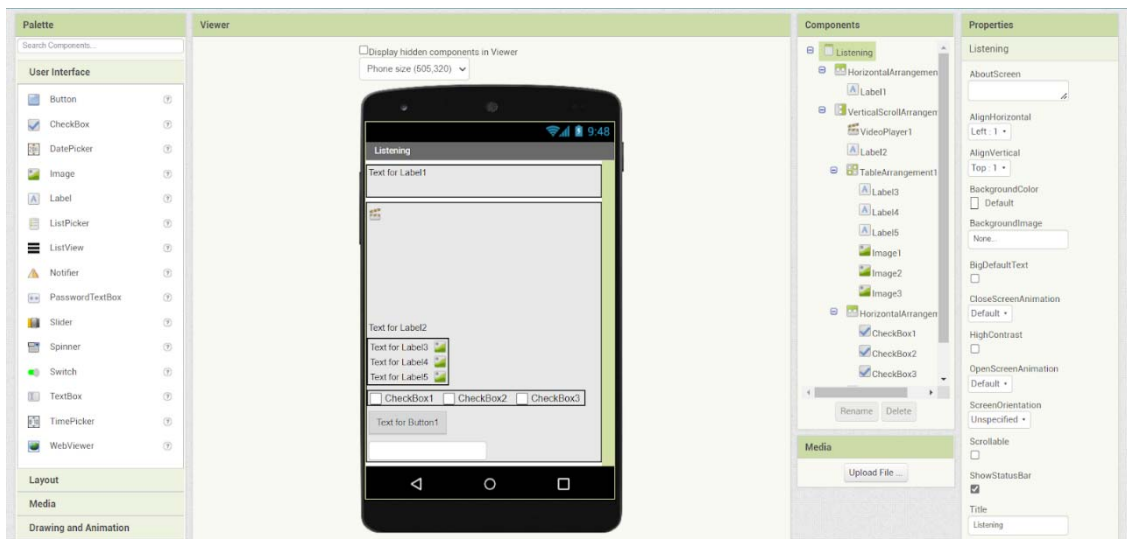 Palette
Search Components...
User Interface
Button
CheckBox
DatePicker
Image
Label
ListPicker
ListView
Notifier
PasswordTextBox
Slider
Spinner
Switch
TextBox
TimePicker
WebViewer
Layout
Media
Drawing and Animation
Viewer
Display hidden components in Viewer
Phone size (505,320)
9:48
Listening
Text for Label1
Text for Label2
Text for Label3
Text for Label4
Text for Label5
CheckBox1 CheckBox2 CheckBox3
Text for Button1
Components
Listening
HorizontalArrangemen
Label1
VerticalScrollArrangen
VideoPlayer1
Label2
TableArrangement1
Label3
Label4
Label5
Image1
Image2
Image3
HorizontalArrangen
CheckBox1
CheckBox2
CheckBox3
Rename Delete
Media
Upload File ...
Properties
Listening
AboutScreen
AlignHorizontal
Left : 1
AlignVertical
Top : 1
BackgroundColor
Default
BackgroundImage
None...
BigDefaultText
CloseScreenAnimation
Default
HighContrast
OpenScreenAnimation
Default
ScreenOrientation
Unspecified
Scrollable
ShowStatusBar
Title
Listening